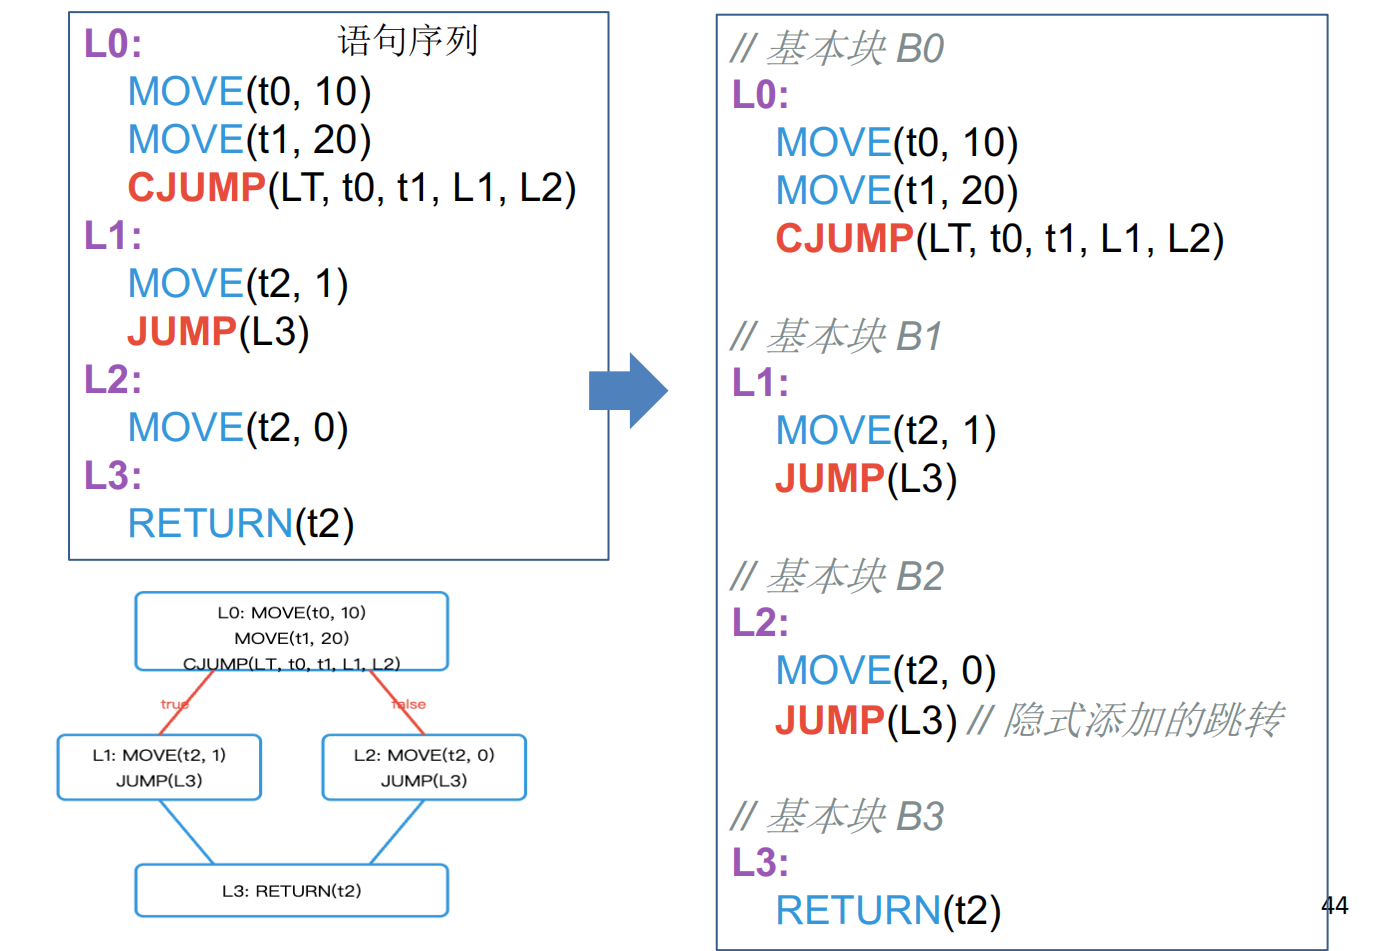 语句序列
L0:
MOVE(t0, 10)
MOVE(t1, 20)
CJUMP(LT, t0, t1, L1, L2)
L1:
MOVE(t2, 1)
JUMP(L3)
L2:
MOVE(t2, 0)
L3:
RETURN(t2)
L0: MOVE(t0, 10)
MOVE(t1, 20)
CJUMP(LT, t0, t1, L1, L2)
true
false
L1: MOVE(t2, 1)
JUMP(L3)
L2: MOVE(t2, 0)
JUMP(L3)
L3: RETURN(t2)
// 基本块 B0
L0:
MOVE(t0, 10)
MOVE(t1, 20)
CJUMP(LT, t0, t1, L1, L2)
// 基本块 B1
L1:
MOVE(t2, 1)
JUMP(L3)
// 基本块 B2
L2:
MOVE(t2, 0)
JUMP(L3) // 隐式添加的跳转
// 基本块 B3
L3:
RETURN(t2)
44